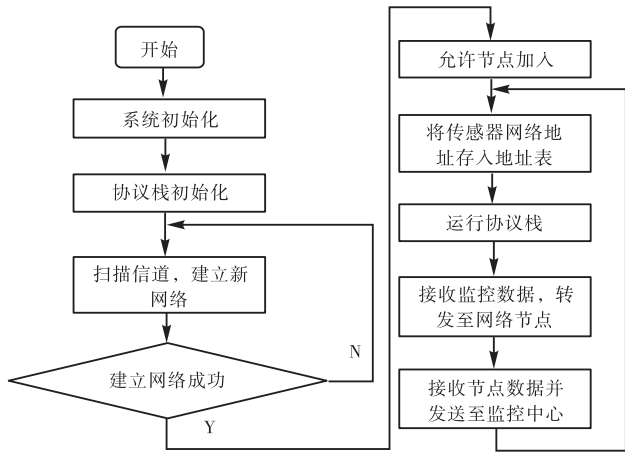 开始
系统初始化
协议栈初始化
扫描信道，建立新
网络
建立网络成功
N
Y
允许节点加入
将传感器网络地
址存入地址表
运行协议栈
接收监控数据，转
发至网络节点
接收节点数据并
发送至监控中心